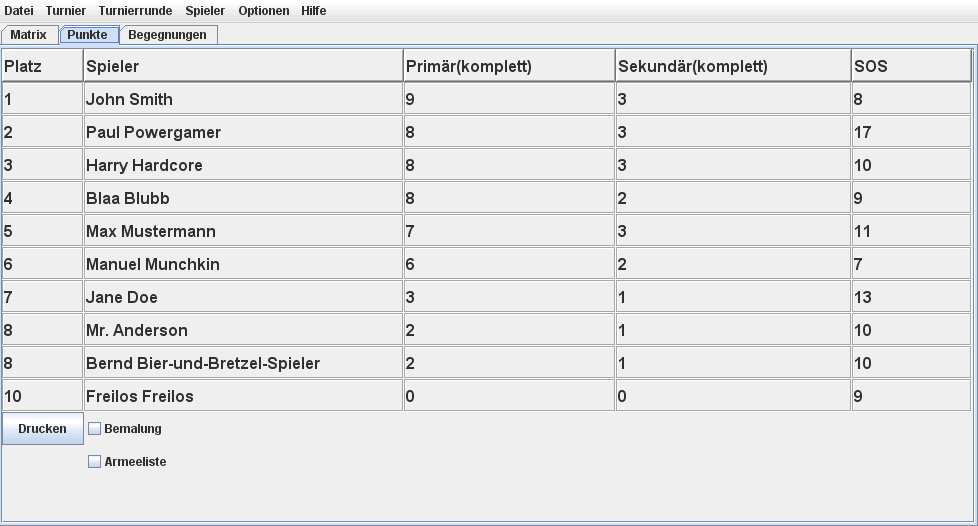 Datei Turnier Turnierrunde Spieler Optionen Hilfe
Matrix Punkte Begegnungen
Platz Spieler Primär(komplett) Sekundär(komplett) SOS
1 John Smith 9 3 8
2 Paul Powergamer 8 3 17
3 Harry Hardcore 8 3 10
4 Blaa Blubb 8 2 9
5 Max Mustermann 7 3 11
6 Manuel Munchkin 6 2 7
7 Jane Doe 3 1 13
8 Mr. Anderson 2 1 10
8 Bernd Bier-und-Bretzel-Spieler 2 1 10
10 Freilos Freilos 0 0 9
Drucken Bemalung
Armeeliste